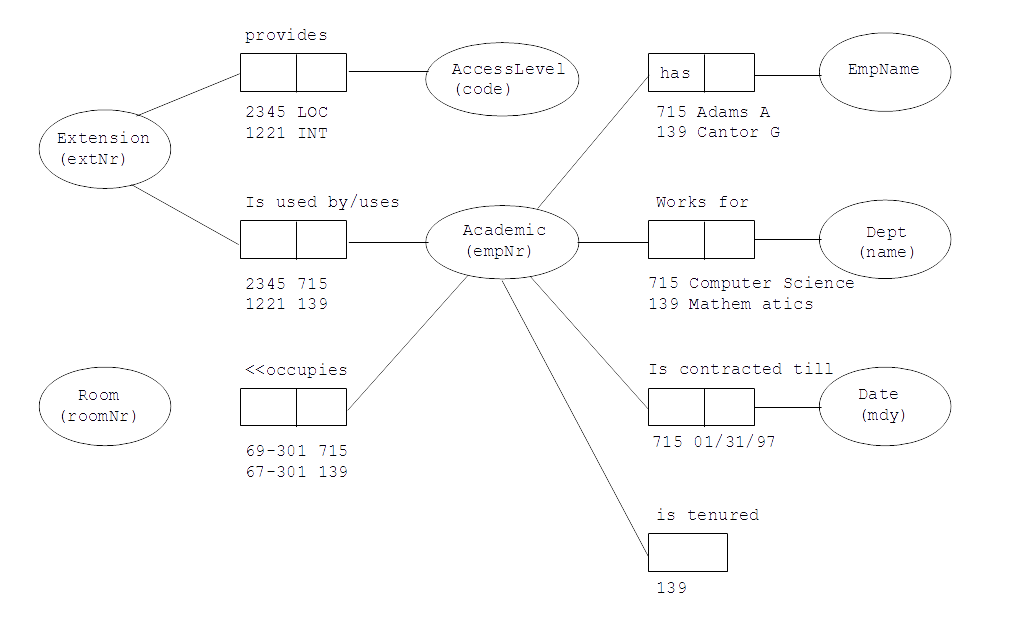 provides
AccessLevel
(code)
2345 LOC
1221 INT
has
EmpName
715 Adams A
139 Cantor G
Extension
(extNr)
Is used by/uses
Academic
(empNr)
2345 715
1221 139
Works for
Dept
(name)
715 Computer Science
139 Mathem atics
<<occupies
Room
(roomNr)
69-301 715
67-301 139
Is contracted till
Date
(mdy)
715 01/31/97
is tenured
139